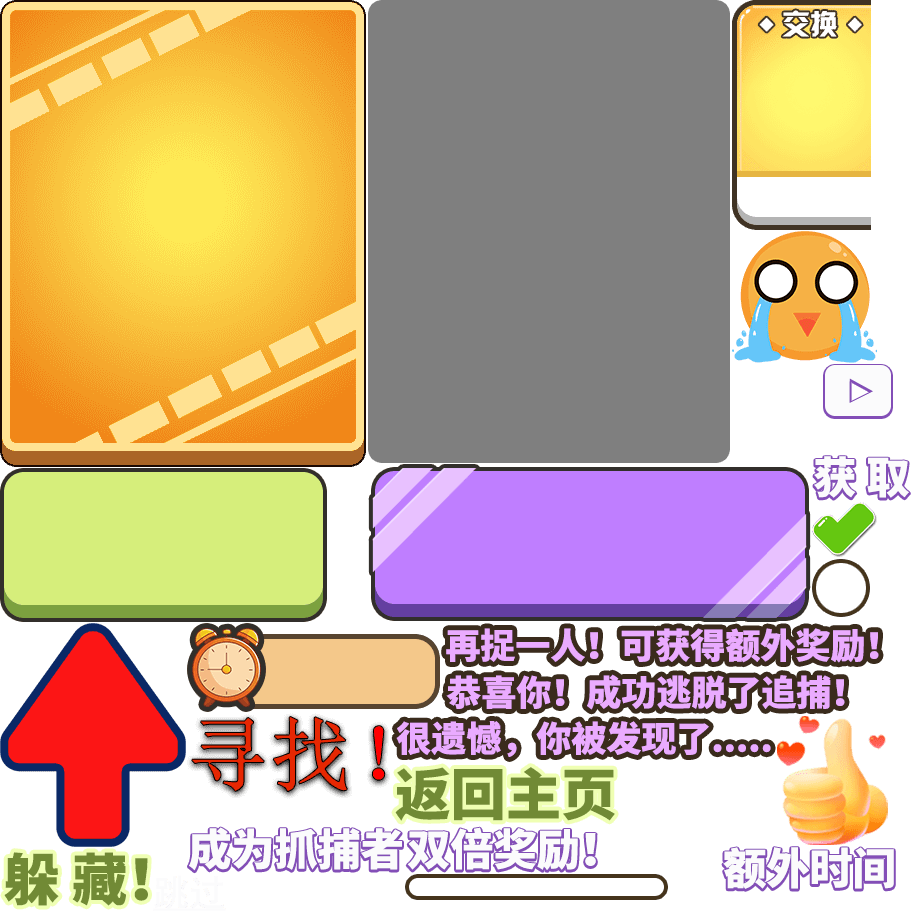 交换
获取
再捉一人！可获得额外奖励！
恭喜你！成功逃脱了追捕！
很遗憾，你被发现了.....
寻找！
返回主页
成为抓捕者双倍奖励！
额外时间
躲藏！
跳过